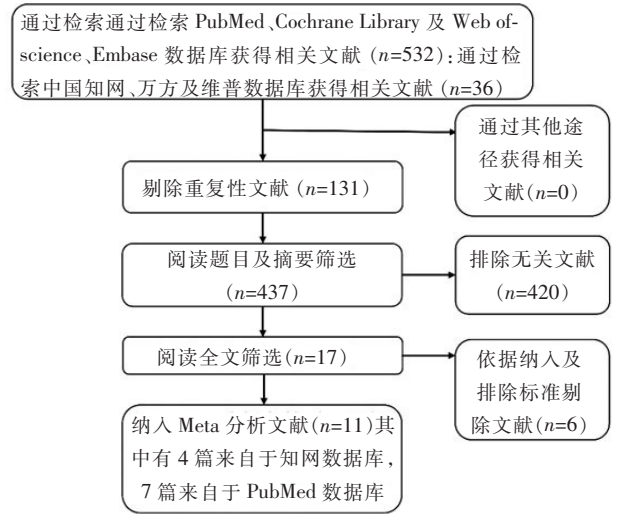 通过检索通过检索 PubMed、Cochrane Library 及 Web of-
science、Embase 数据库获得相关文献 (n=532);通过检
索中国知网、万方及维普数据库获得相关文献 (n=36)
通过其他途
径获得相关
文献(n=0)
剔除重复性文献 (n=131)
阅读题目及摘要筛选
(n=437)
排除无关文献
(n=420)
阅读全文筛选(n=17)
依据纳入及
排除标准剔
除文献(n=6)
纳入 Meta 分析文献(n=11)其
中有 4 篇来自于知网数据库,
7 篇来自于 PubMed 数据库